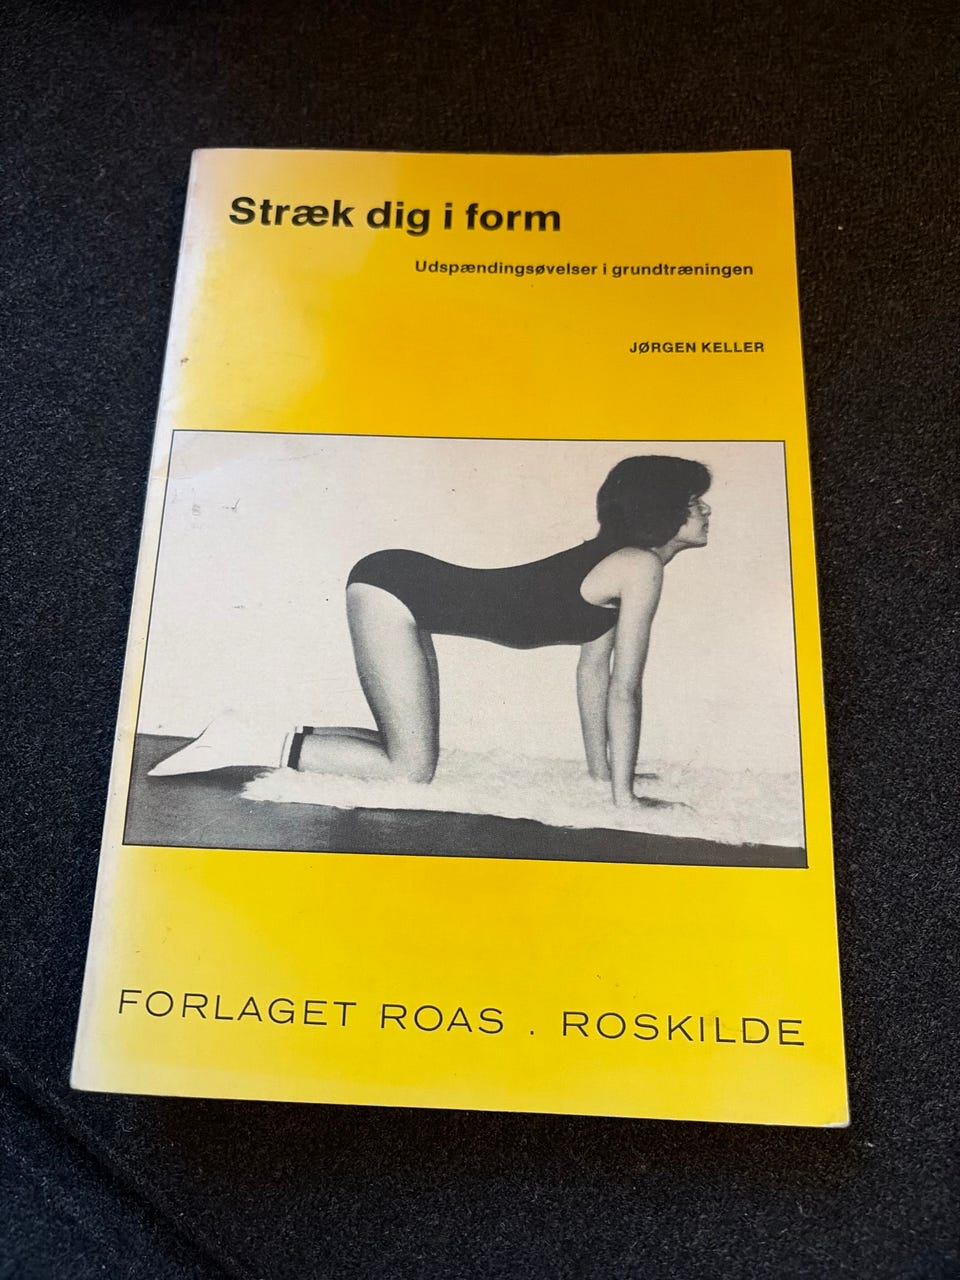 Stræk dig i form
Udspændingsøvelser i grundtræningen
JØRGEN KELLER
FORLAGET ROAS . ROSKILDE